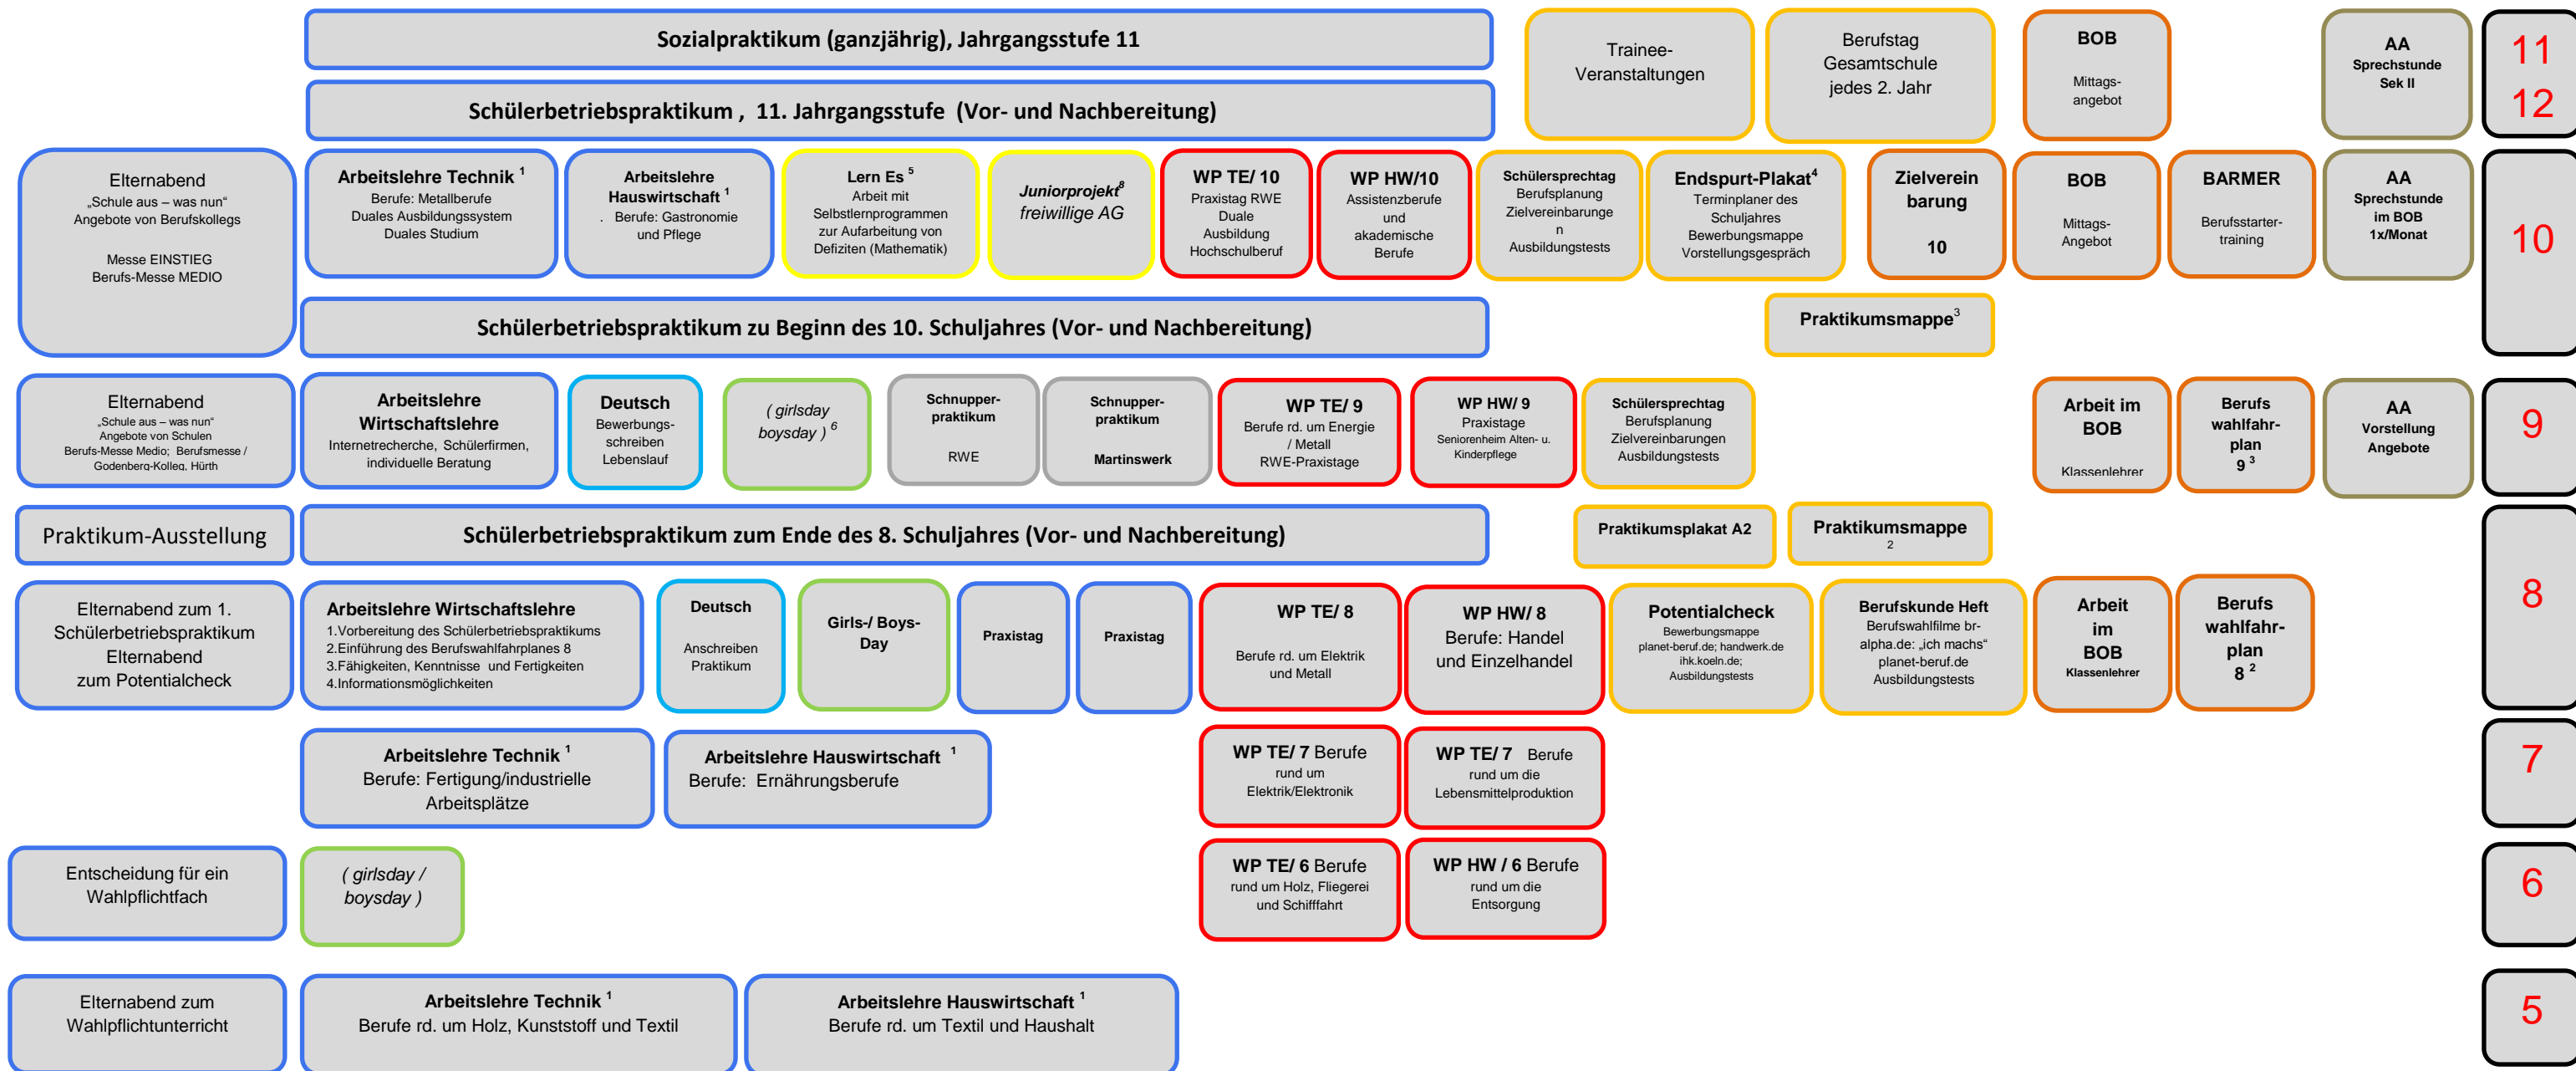 Sozialpraktikum (ganzjährig), Jahrgangsstufe 11
Schülerbetriebspraktikum , 11. Jahrgangsstufe (Vor- und Nachbereitung)
Trainee-
Veranstaltungen
Berufstag
Gesamtschule
jedes 2. Jahr
BOB
Mittags-
angebot
AA
Sprechstunde
Sek II
11
12
Elternabend
„Schule aus – was nun“
Angebote von Berufskollegs
Messe EINSTIEG
Berufs-Messe MEDIO
Arbeitslehre Technik 1
Berufe: Metallberufe
Duales Ausbildungssystem
Duales Studium
Arbeitslehre
Hauswirtschaft 1
. Berufe: Gastronomie
und Pflege
Lern Es 5
Arbeit mit
Selbstlernprogrammen
zur Aufarbeitung von
Defiziten (Mathematik)
Juniorprojekt8
freiwillige AG
WP TE/ 10
Praxistag RWE
Duale
Ausbildung
Hochschulberuf
WP HW/10
Assistenzberufe
und
akademische
Berufe
Schülersprechtag
Berufsplanung
Zielvereinbarunge
n
Ausbildungstests
Endspurt-Plakat4
Terminplaner des
Schuljahres
Bewerbungsmappe
Vorstellungsgespräch
Zielverein
barung
10
BOB
Mittags-
Angebot
BARMER
Berufsstarter-
training
AA
Sprechstunde
im BOB
1x/Monat
10
Schülerbetriebspraktikum zu Beginn des 10. Schuljahres (Vor- und Nachbereitung)
Praktikumsmappe3
Elternabend
„Schule aus – was nun“
Angebote von Schulen
Berufs-Messe Medio; Berufsmesse /
Godenberg-Kolleg, Hürth
Arbeitslehre
Wirtschaftslehre
Internetrecherche, Schülerfirmen,
individuelle Beratung
Deutsch
Bewerbungs-
schreiben
Lebenslauf
( girlsday
boysday ) 6
Schnupper-
praktikum
RWE
Schnupper-
praktikum
Martinswerk
WP TE/ 9
Berufe rd. um Energie
/ Metall
RWE-Praxistage
WP HW/ 9
Praxistage
Seniorenheim Alten- u.
Kinderpflege
Schülersprechtag
Berufsplanung
Zielvereinbarungen
Ausbildungstests
Arbeit im
BOB
Klassenlehrer
Berufs
wahlfahr-
plan
9 3
AA
Vorstellung
Angebote
9
Praktikum-Ausstellung
Schülerbetriebspraktikum zum Ende des 8. Schuljahres (Vor- und Nachbereitung)
Praktikumsplakat A2
Praktikumsmappe
2
Elternabend zum 1.
Schülerbetriebspraktikum
Elternabend
zum Potentialcheck
Arbeitslehre Wirtschaftslehre
1.Vorbereitung des Schülerbetriebspraktikums
2.Einführung des Berufswahlfahrplanes 8
3.Fähigkeiten, Kenntnisse und Fertigkeiten
4.Informationsmöglichkeiten
Deutsch
Anschreiben
Praktikum
Girls-/ Boys-
Day
Praxistag
Praxistag
WP TE/ 8
Berufe rd. um Elektrik
und Metall
WP HW/ 8
Berufe: Handel
und Einzelhandel
Potentialcheck
Bewerbungsmappe
planet-beruf.de; handwerk.de
ihk.koeln.de;
Ausbildungstests
Berufskunde Heft
Berufswahlfilme br-
alpha.de: „ich machs“
planet-beruf.de
Ausbildungstests
Arbeit
im
BOB
Klassenlehrer
Berufs
wahlfahr-
plan
8 2
8
Arbeitslehre Technik 1
Berufe: Fertigung/industrielle
Arbeitsplätze
Arbeitslehre Hauswirtschaft 1
Berufe: Ernährungsberufe
WP TE/ 7 Berufe
rund um
Elektrik/Elektronik
WP TE/ 7 Berufe
rund um die
Lebensmittelproduktion
7
Entscheidung für ein
Wahlpflichtfach
( girlsday /
boysday )
WP TE/ 6 Berufe
rund um Holz, Fliegerei
und Schifffahrt
WP HW / 6 Berufe
rund um die
Entsorgung
6
Elternabend zum
Wahlpflichtunterricht
Arbeitslehre Technik 1
Berufe rd. um Holz, Kunststoff und Textil
Arbeitslehre Hauswirtschaft 1
Berufe rd. um Textil und Haushalt
5